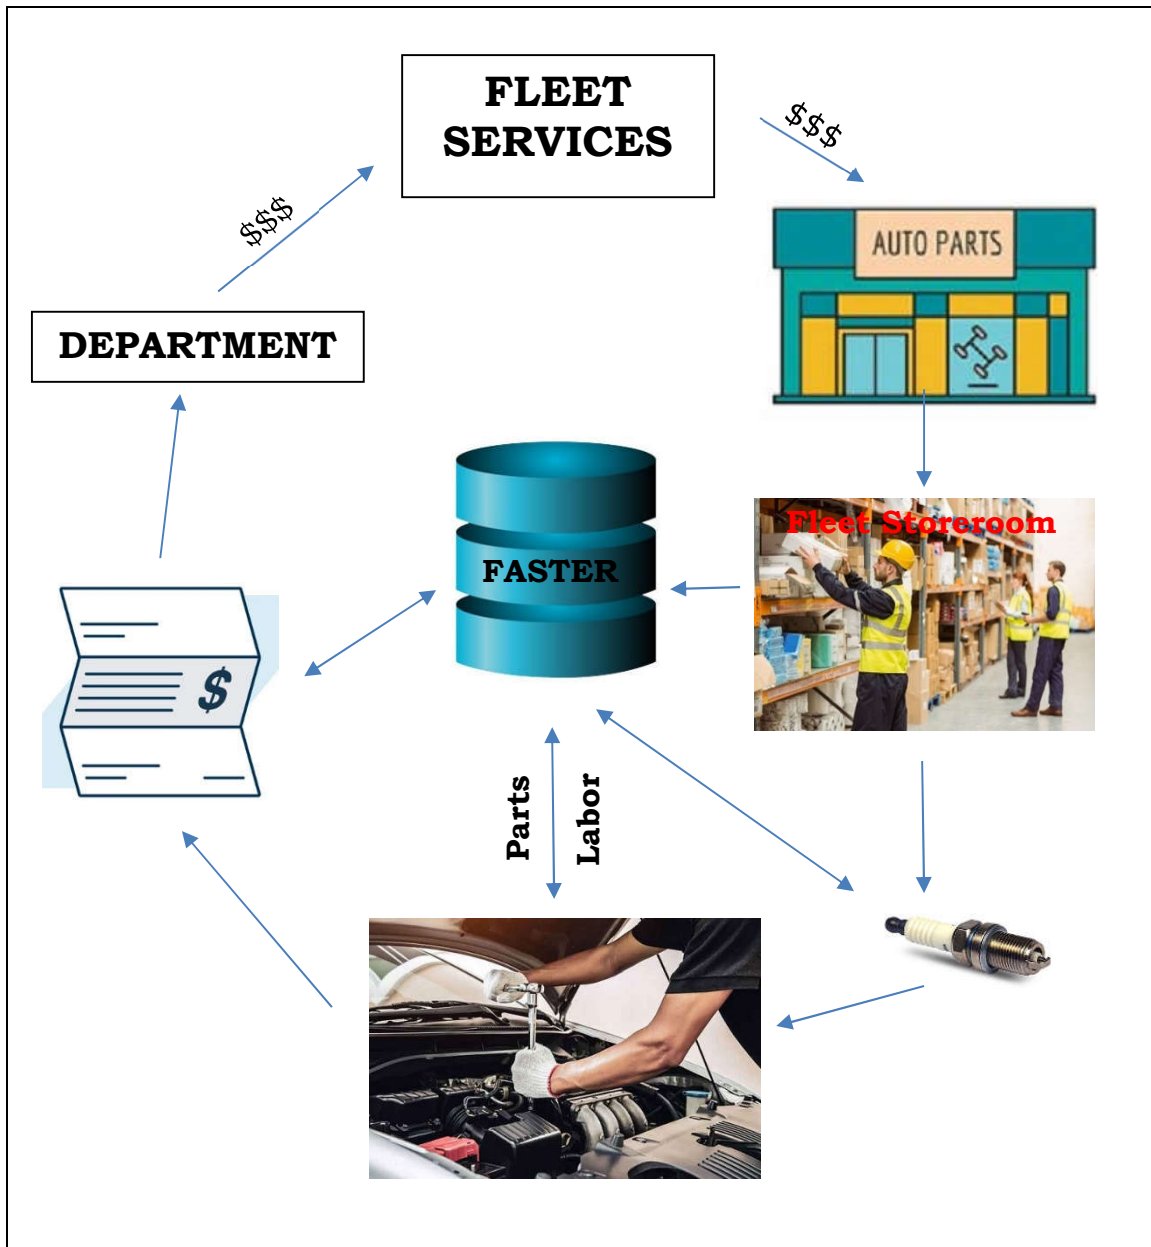 FLEET
SERVICES
$$$
$$$
AUTO PARTS
DEPARTMENT
Fleet Storeroom
FASTER
$
Parts
Labor